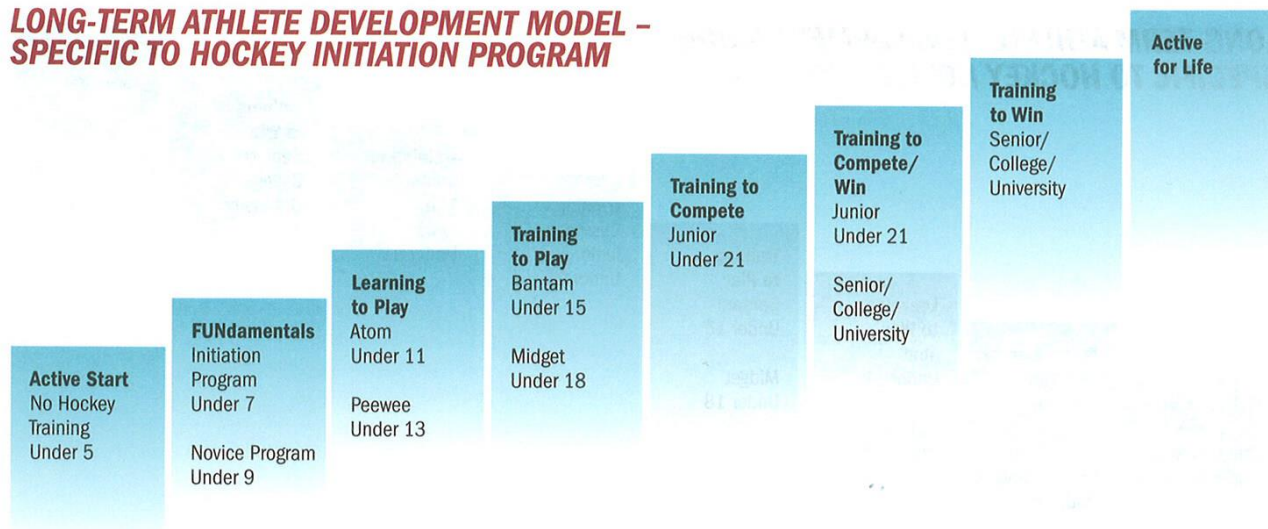 LONG-TERM ATHLETE DEVELOPMENT MODEL –
SPECIFIC TO HOCKEY INITIATION PROGRAM
Active Start
No Hockey
Training
Under 5
FUNdamentals
Initiation
Program
Under 7
Novice Program
Under 9
Learning
to Play
Atom
Under 11
Peewee
Under 13
Training
to Play
Bantam
Under 15
Midget
Under 18
Training to
Compete
Junior
Under 21
Training to
Compete/
Win
Junior
Under 21
Senior/
College/
University
Training
to Win
Senior/
College/
University
Active
for Life